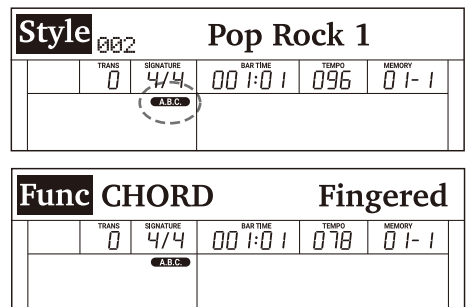 Style 002 Pop Rock 1
TRANS SIGNATURE BAR TIME TEMPO MEMORY
0 4/4 001:01 096 01-1
A.B.C.
Func CHORD Fingered
TRANS SIGNATURE BAR TIME TEMPO MEMORY
0 4/4 001:01 078 01-1
A.B.C.